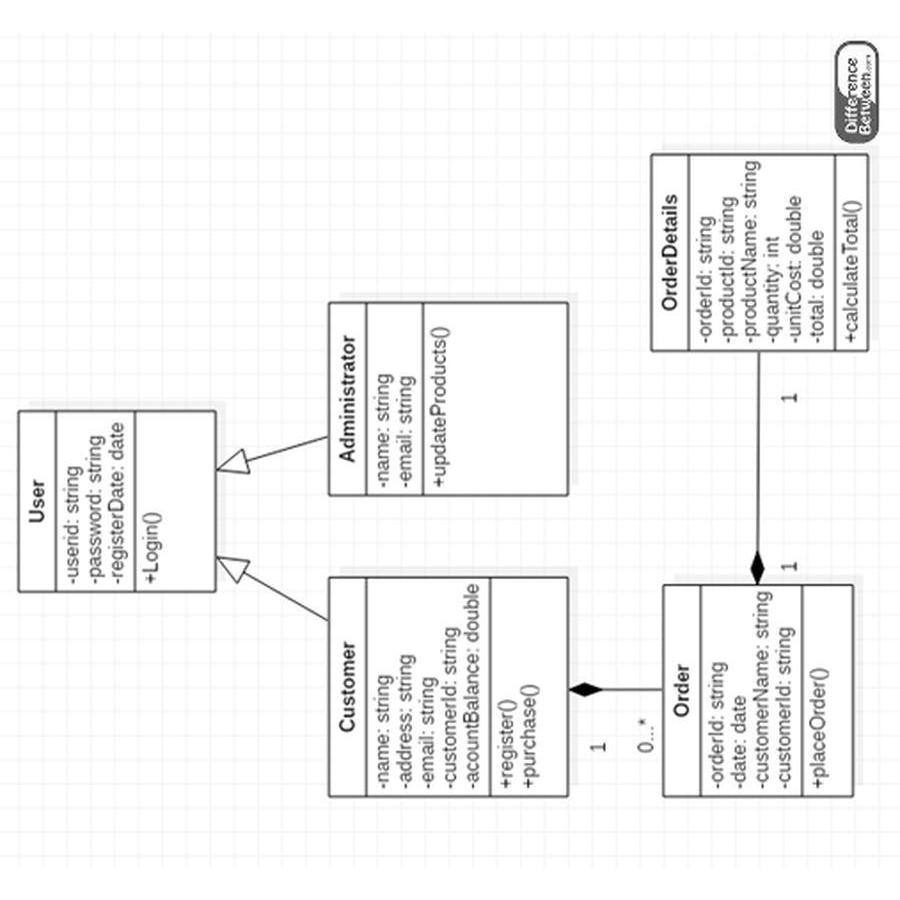 User
-userid: string
-password: string
-registerDate: date
+Login()
Customer
-name: string
-address: string
-email: string
-customerId: string
-acountBalance: double
+register()
+purchase()
Administrator
-name: string
-email: string
+updateProducts()
1
0...*
Order
-orderId: string
-date: date
-customerName: string
-customerId: string
+placeOrder()
1
1
OrderDetails
-orderId: string
-productId: string
-productName: string
-quantity: int
-unitCost: double
-total: double
+calculateTotal()
Difference
Between.com